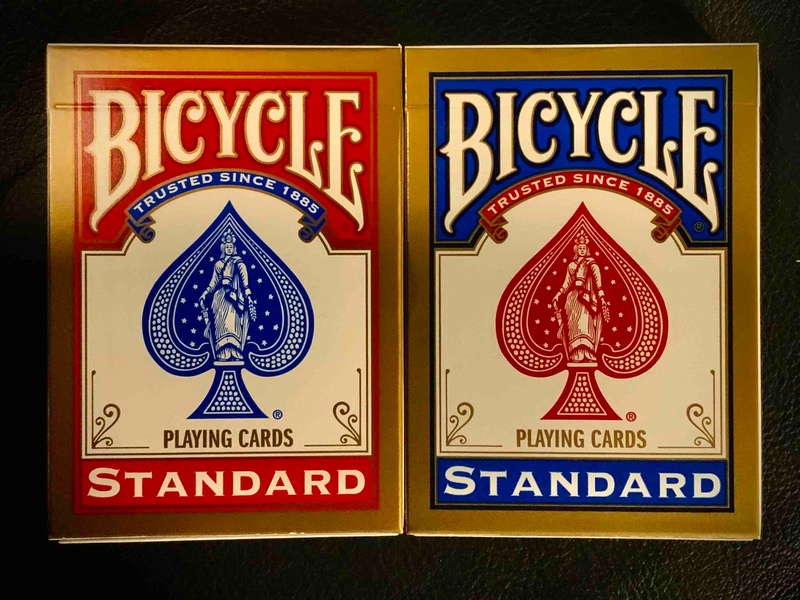 BICYCLE
TRUSTED SINCE 1885
®
PLAYING CARDS
STANDARD
BICYCLE
®
TRUSTED SINCE 1885
®
PLAYING CARDS
STANDARD